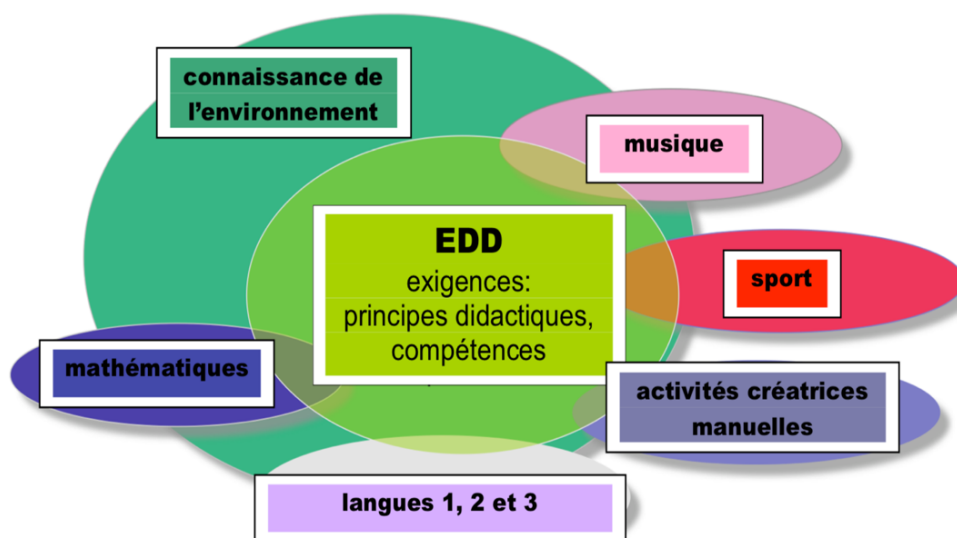 connaissance de
l'environnement
musique
EDD
exigences:
principes didactiques,
compétences
sport
mathématiques
activités créatrices
manuelles
langues 1, 2 et 3